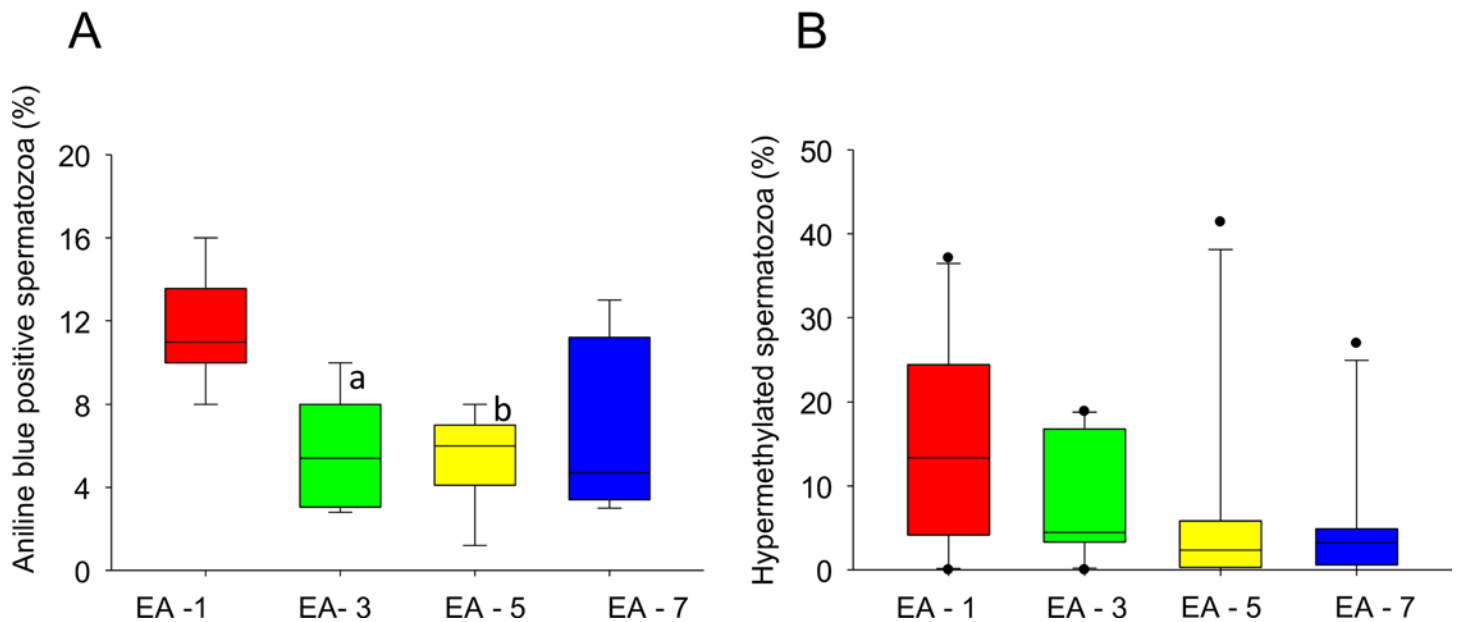 A
Aniline blue positive spermatozoa (%)
20
16
12
8
4
0
a
b
EA -1
EA- 3
EA - 5
EA - 7
B
Hypermethylated spermatozoa (%)
50
40
30
20
10
0
EA - 1
EA - 3
EA - 5
EA - 7